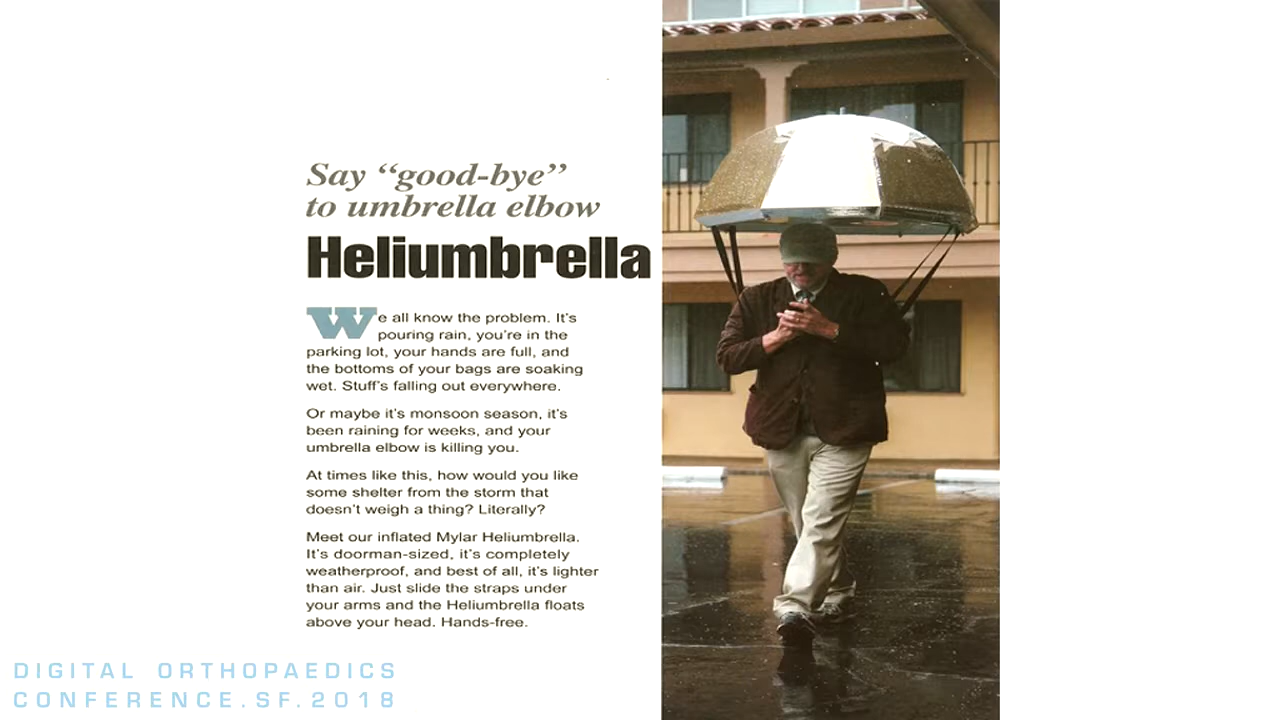 Say “good-bye”
to umbrella elbow
Heliumbrella
We all know the problem. It's
pouring rain, you're in the
parking lot, your hands are full, and
the bottoms of your bags are soaking
wet. Stuff's falling out everywhere.
Or maybe it's monsoon season, it's
been raining for weeks, and your
umbrella elbow is killing you.
At times like this, how would you like
some shelter from the storm that
doesn't weigh a thing? Literally?
Meet our inflated Mylar Heliumbrella.
It's doorman-sized, it's completely
weatherproof, and best of all, it's lighter
than air. Just slide the straps under
your arms and the Heliumbrella floats
above your head. Hands-free.
DIGITAL ORTHOPAEDICS
CONFERENCE.SF.2018